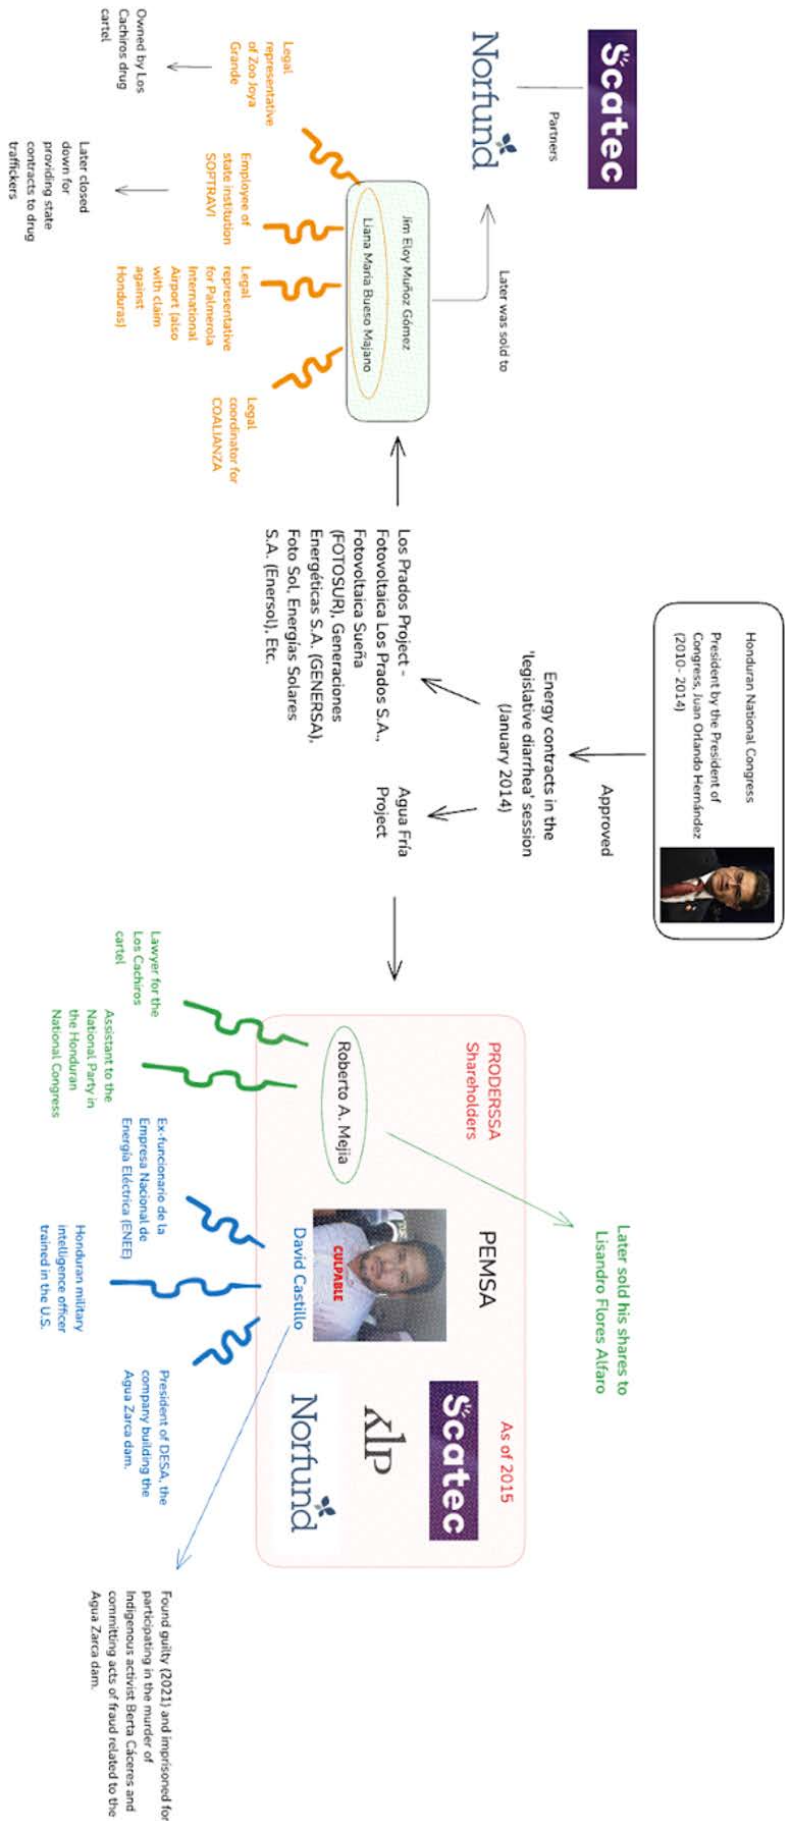 Honduran National Congress
President by the President of
Congress, Juan Orlando Hernández
(2010- 2014)
Approved
Energy contracts in the
'legislative diarrhea' session
(January 2014)
Los Prados Project -
Fotovoltaica Los Prados S.A.,
Fotovoltaica Sueña
(FOTOSUR), Generaciones
Energéticas S.A. (GENERSA),
Foto Sol, Energías Solares
S.A. (Enersol), Etc.
Agua Fría
Project
Scatec
Partners
Norfund
Later was sold to
Jim Eloy Muñoz Gómez
Liana Maria Bueso Majano
Legal
representative
of Zoo Joya
Grande
Owned by Los
Cachiros drug
cartel
Employee of
state institution
SOPTRAVI
Later closed
down for
providing state
contracts to drug
traffickers
Legal
representative
for Palmerola
International
Airport (also
with claim
against
Honduras)
Legal
coordinator for
COALIANZA
Later sold his shares to
Lisandro Flores Alfaro
PRODERSSA
Shareholders
PEMSA
As of 2015
Roberto A. Mejia
CULPABLE
David Castillo
Scatec
klp
Norfund
Lawyer for the
Los Cachiros
cartel
Assistant to the
National Party in
the Honduran
National Congress
Ex-funcionario de la
Empresa Nacional de
Energía Eléctrica (ENEE)
Honduran military
intelligence officer
trained in the U.S.
President of DESA, the
company building the
Agua Zarca dam.
Found guilty (2021) and imprisoned for
participating in the murder of
Indigenous activist Berta Cáceres and
committing acts of fraud related to the
Agua Zarca dam.